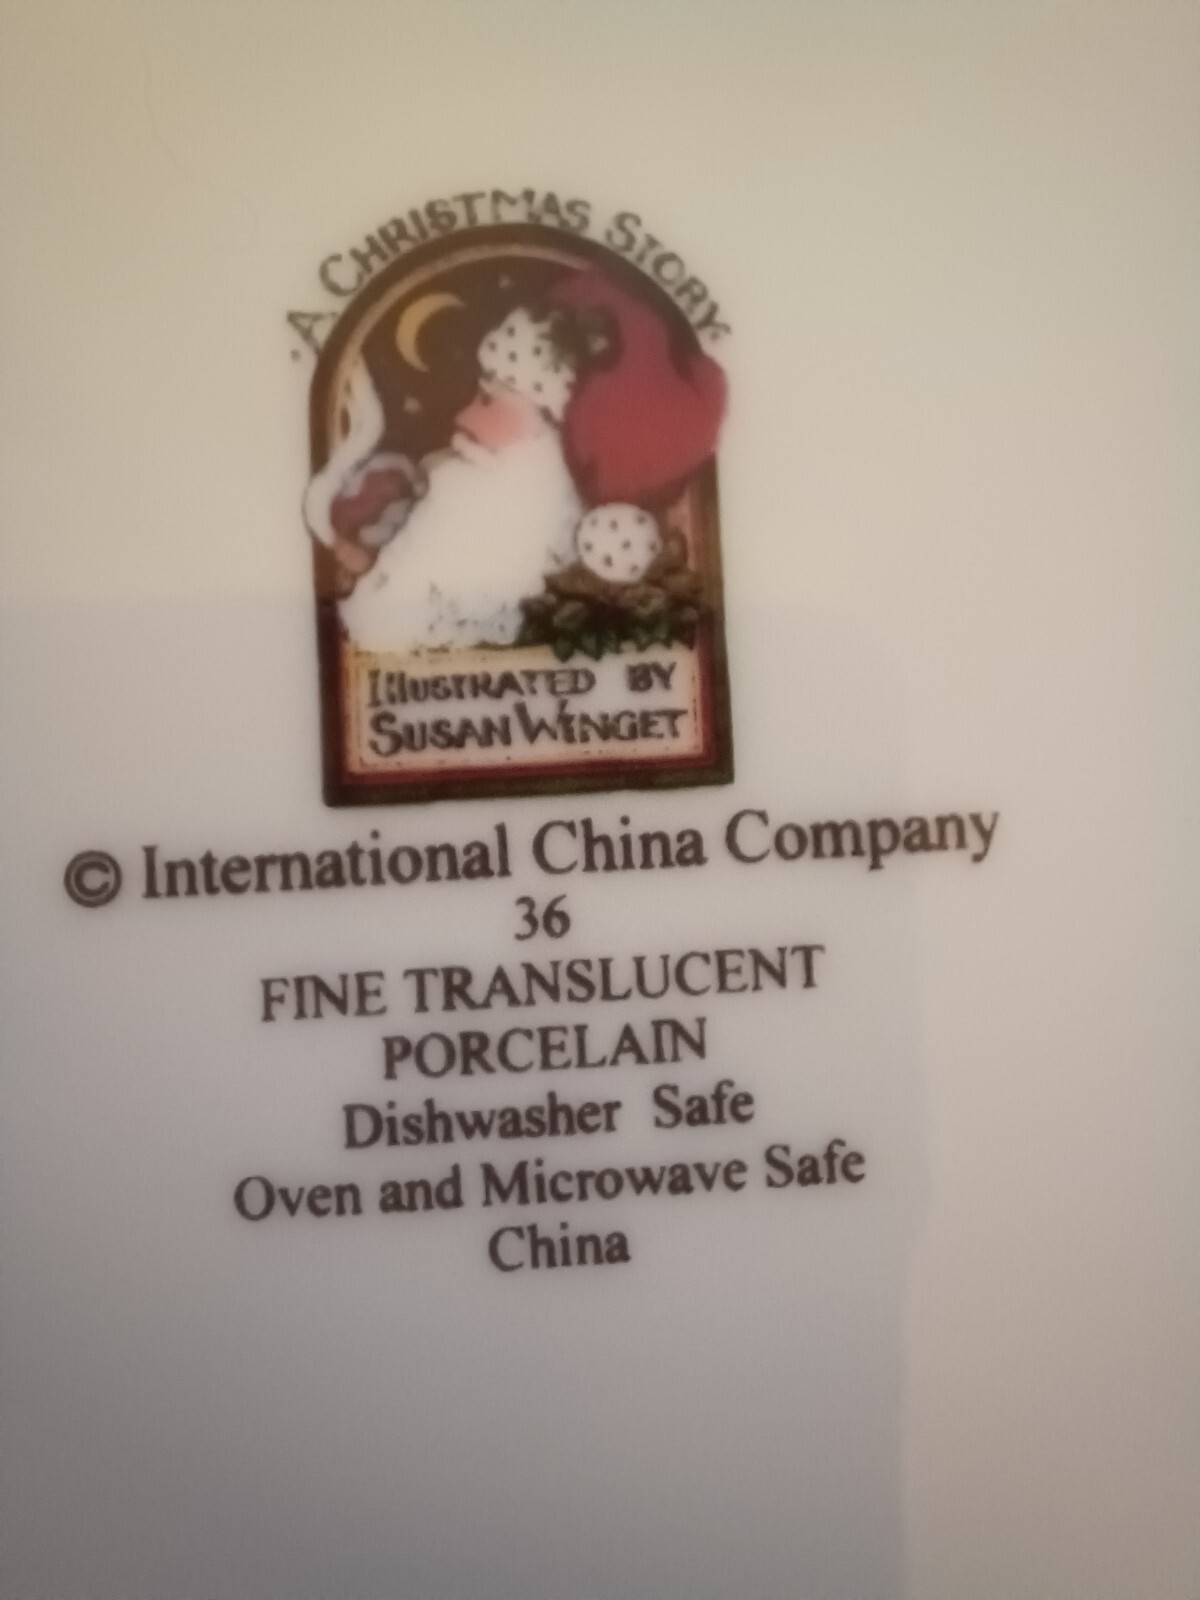 ·A CHRISTMAS STORY·
ILLUSTRATED BY
SUSAN WINGET
© International China Company
36
FINE TRANSLUCENT
PORCELAIN
Dishwasher Safe
Oven and Microwave Safe
China